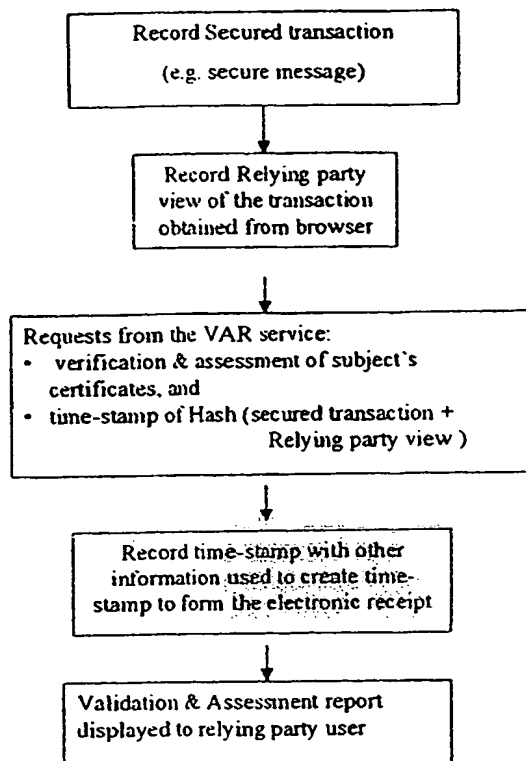 Record Secured transaction
(e.g. secure message)
Record Relying party
view of the transaction
obtained from browser
Requests from the VAR service:
• verification & assessment of subject's
certificates, and
• time-stamp of Hash (secured transaction +
Relying party view )
Record time-stamp with other
information used to create time-
stamp to form the electronic receipt
Validation & Assessment report
displayed to relying party user